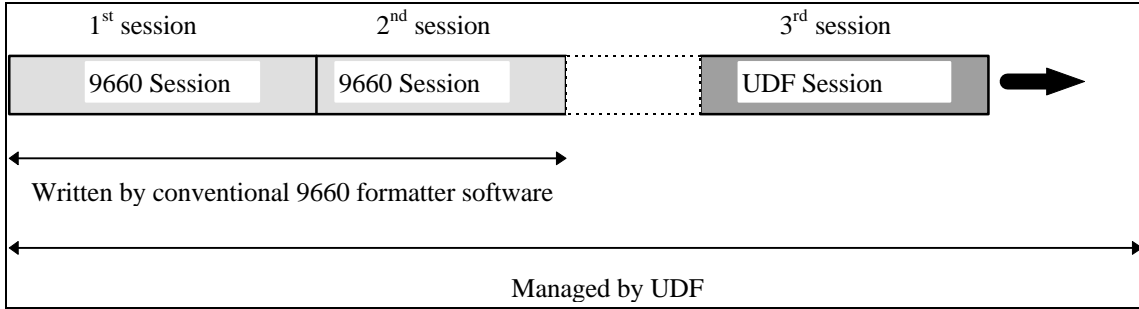 1st session 2nd session 3rd session
9660 Session 9660 Session UDF Session
Written by conventional 9660 formatter software
Managed by UDF